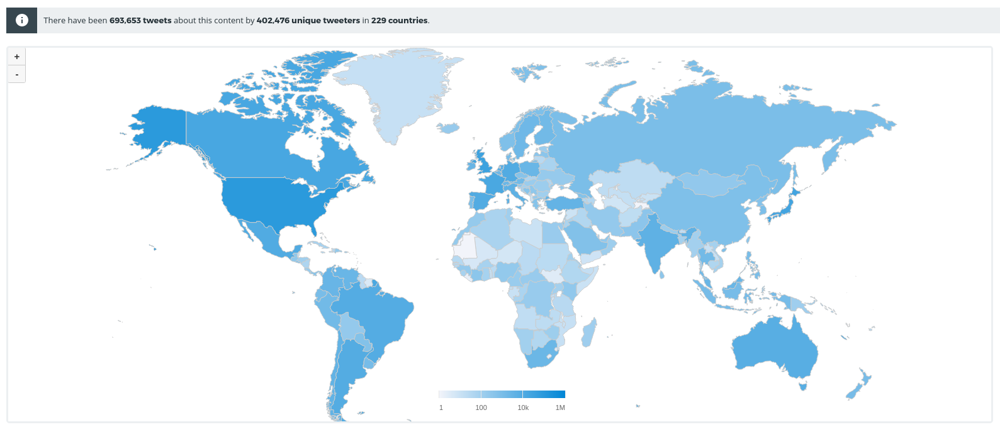 There have been 693,653 tweets about this content by 402,476 unique tweeters in 229 countries.
+
-
1 100 10k 1M